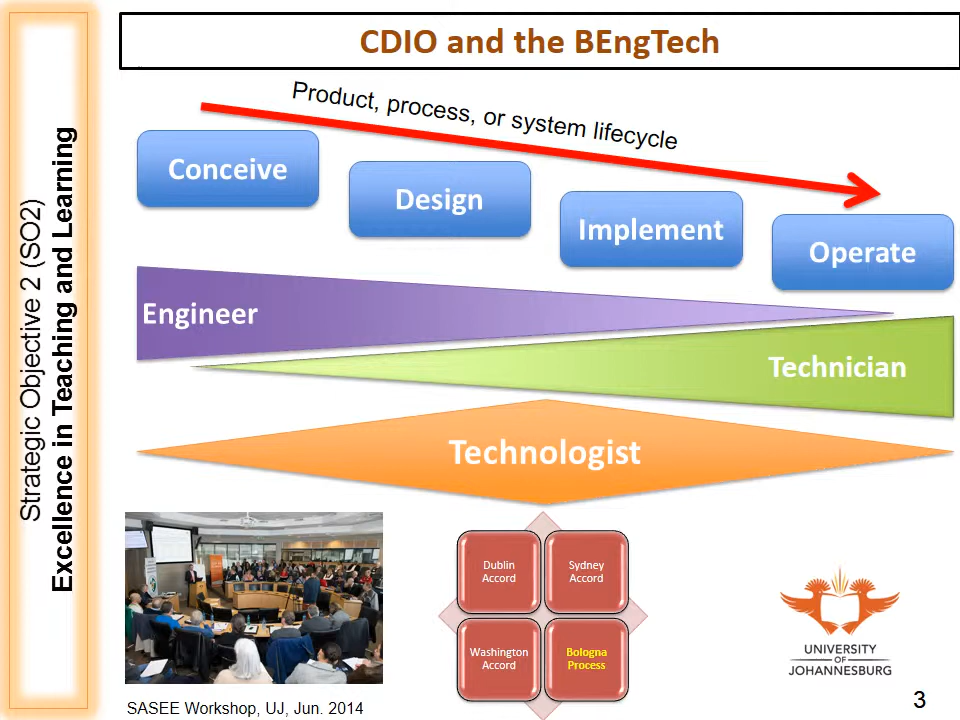 CDIO and the BEngTech
Strategic Objective 2 (SO2)
Excellence in Teaching and Learning
Product, process, or system lifecycle
Conceive
Design
Implement
Operate
Engineer
Technician
Technologist
Dublin
Accord
Sydney
Accord
Washington
Accord
Bologna
Process
UNIVERSITY
OF
JOHANNESBURG
SASEE Workshop, UJ, Jun. 2014
3